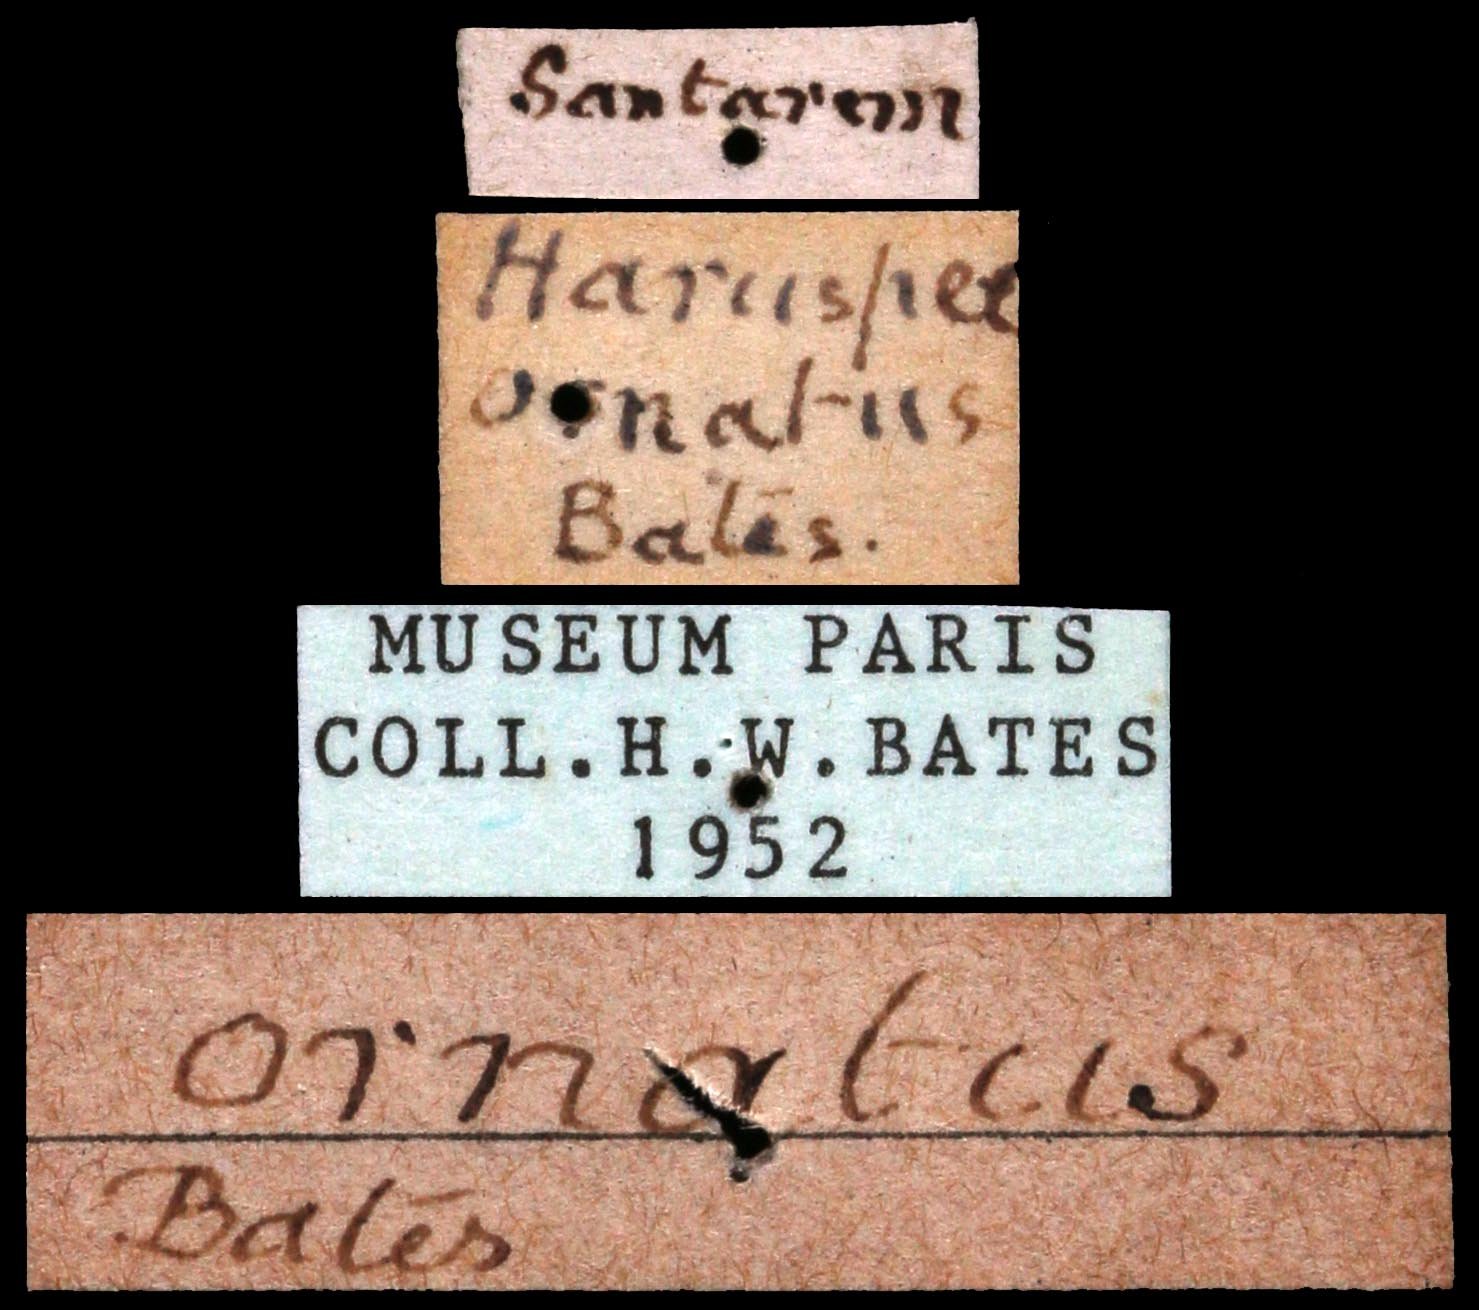 Santarem
Haruspex
ornatus
Bates.
MUSEUM PARIS
COLL.H.W.BATES
1952
ornatus
Bates